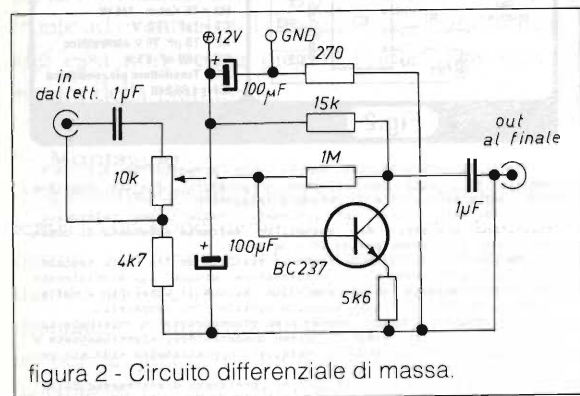 ⊕12V
GND
270
in
dal lett.
1µF
100µF
15k
out
al finale
10k
1M
1µF
4k7
100µF
BC237
5k6
figura 2 - Circuito differenziale di massa.